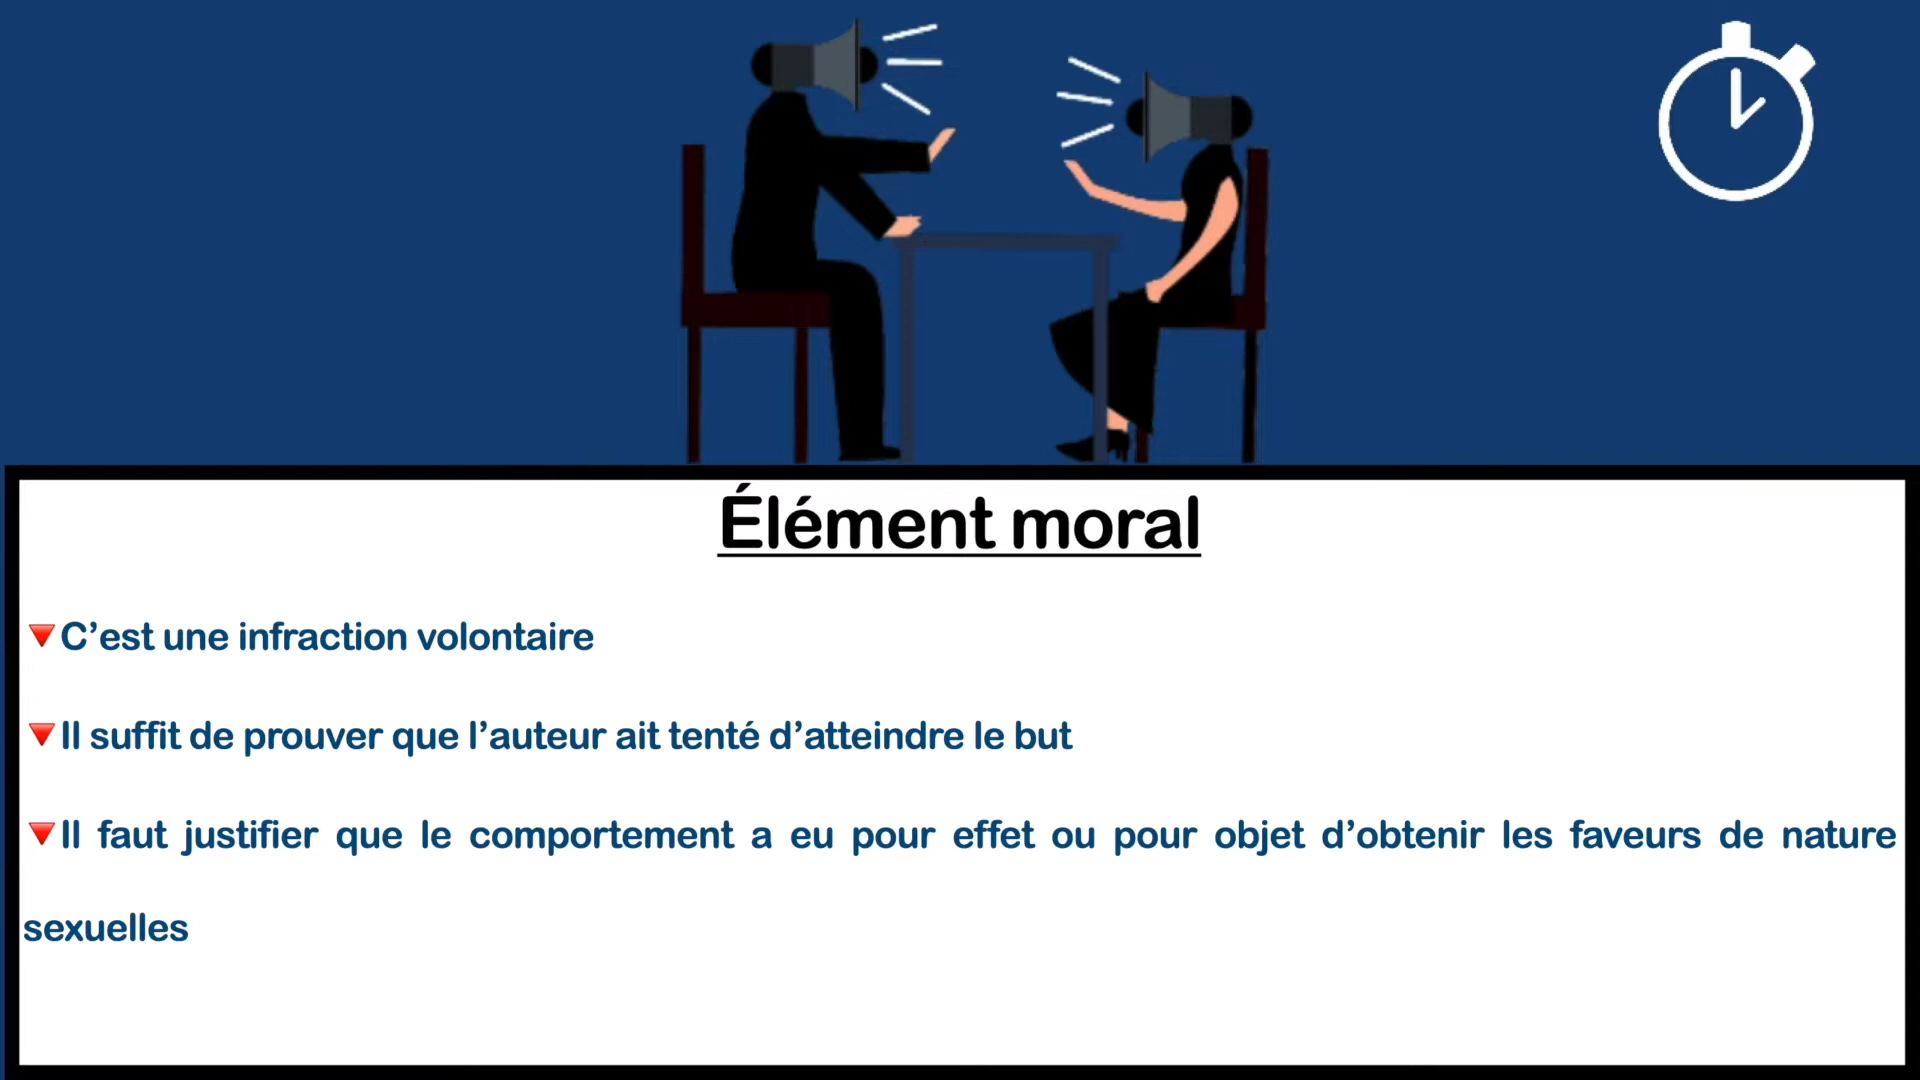 Élément moral
🔻C’est une infraction volontaire
🔻Il suffit de prouver que l’auteur ait tenté d’atteindre le but
🔻Il faut justifier que le comportement a eu pour effet ou pour objet d’obtenir les faveurs de nature
sexuelles